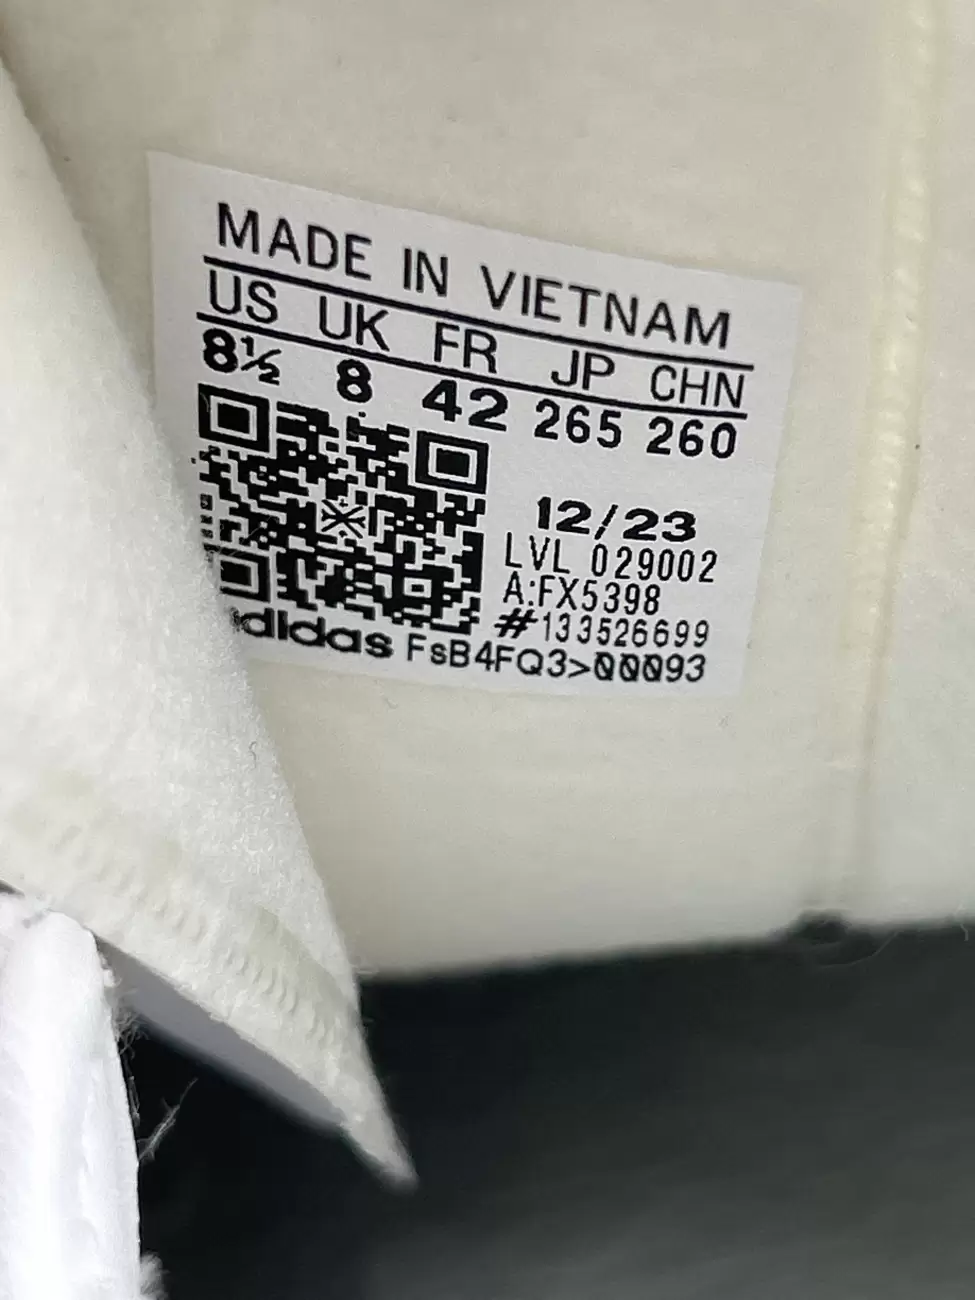 MADE IN VIETNAM
US UK FR JP CHN
8½ 8 42 265 260
12/23
LVL 029002
A:FX5398
#133526699
adidas FsB4FQ3>00093